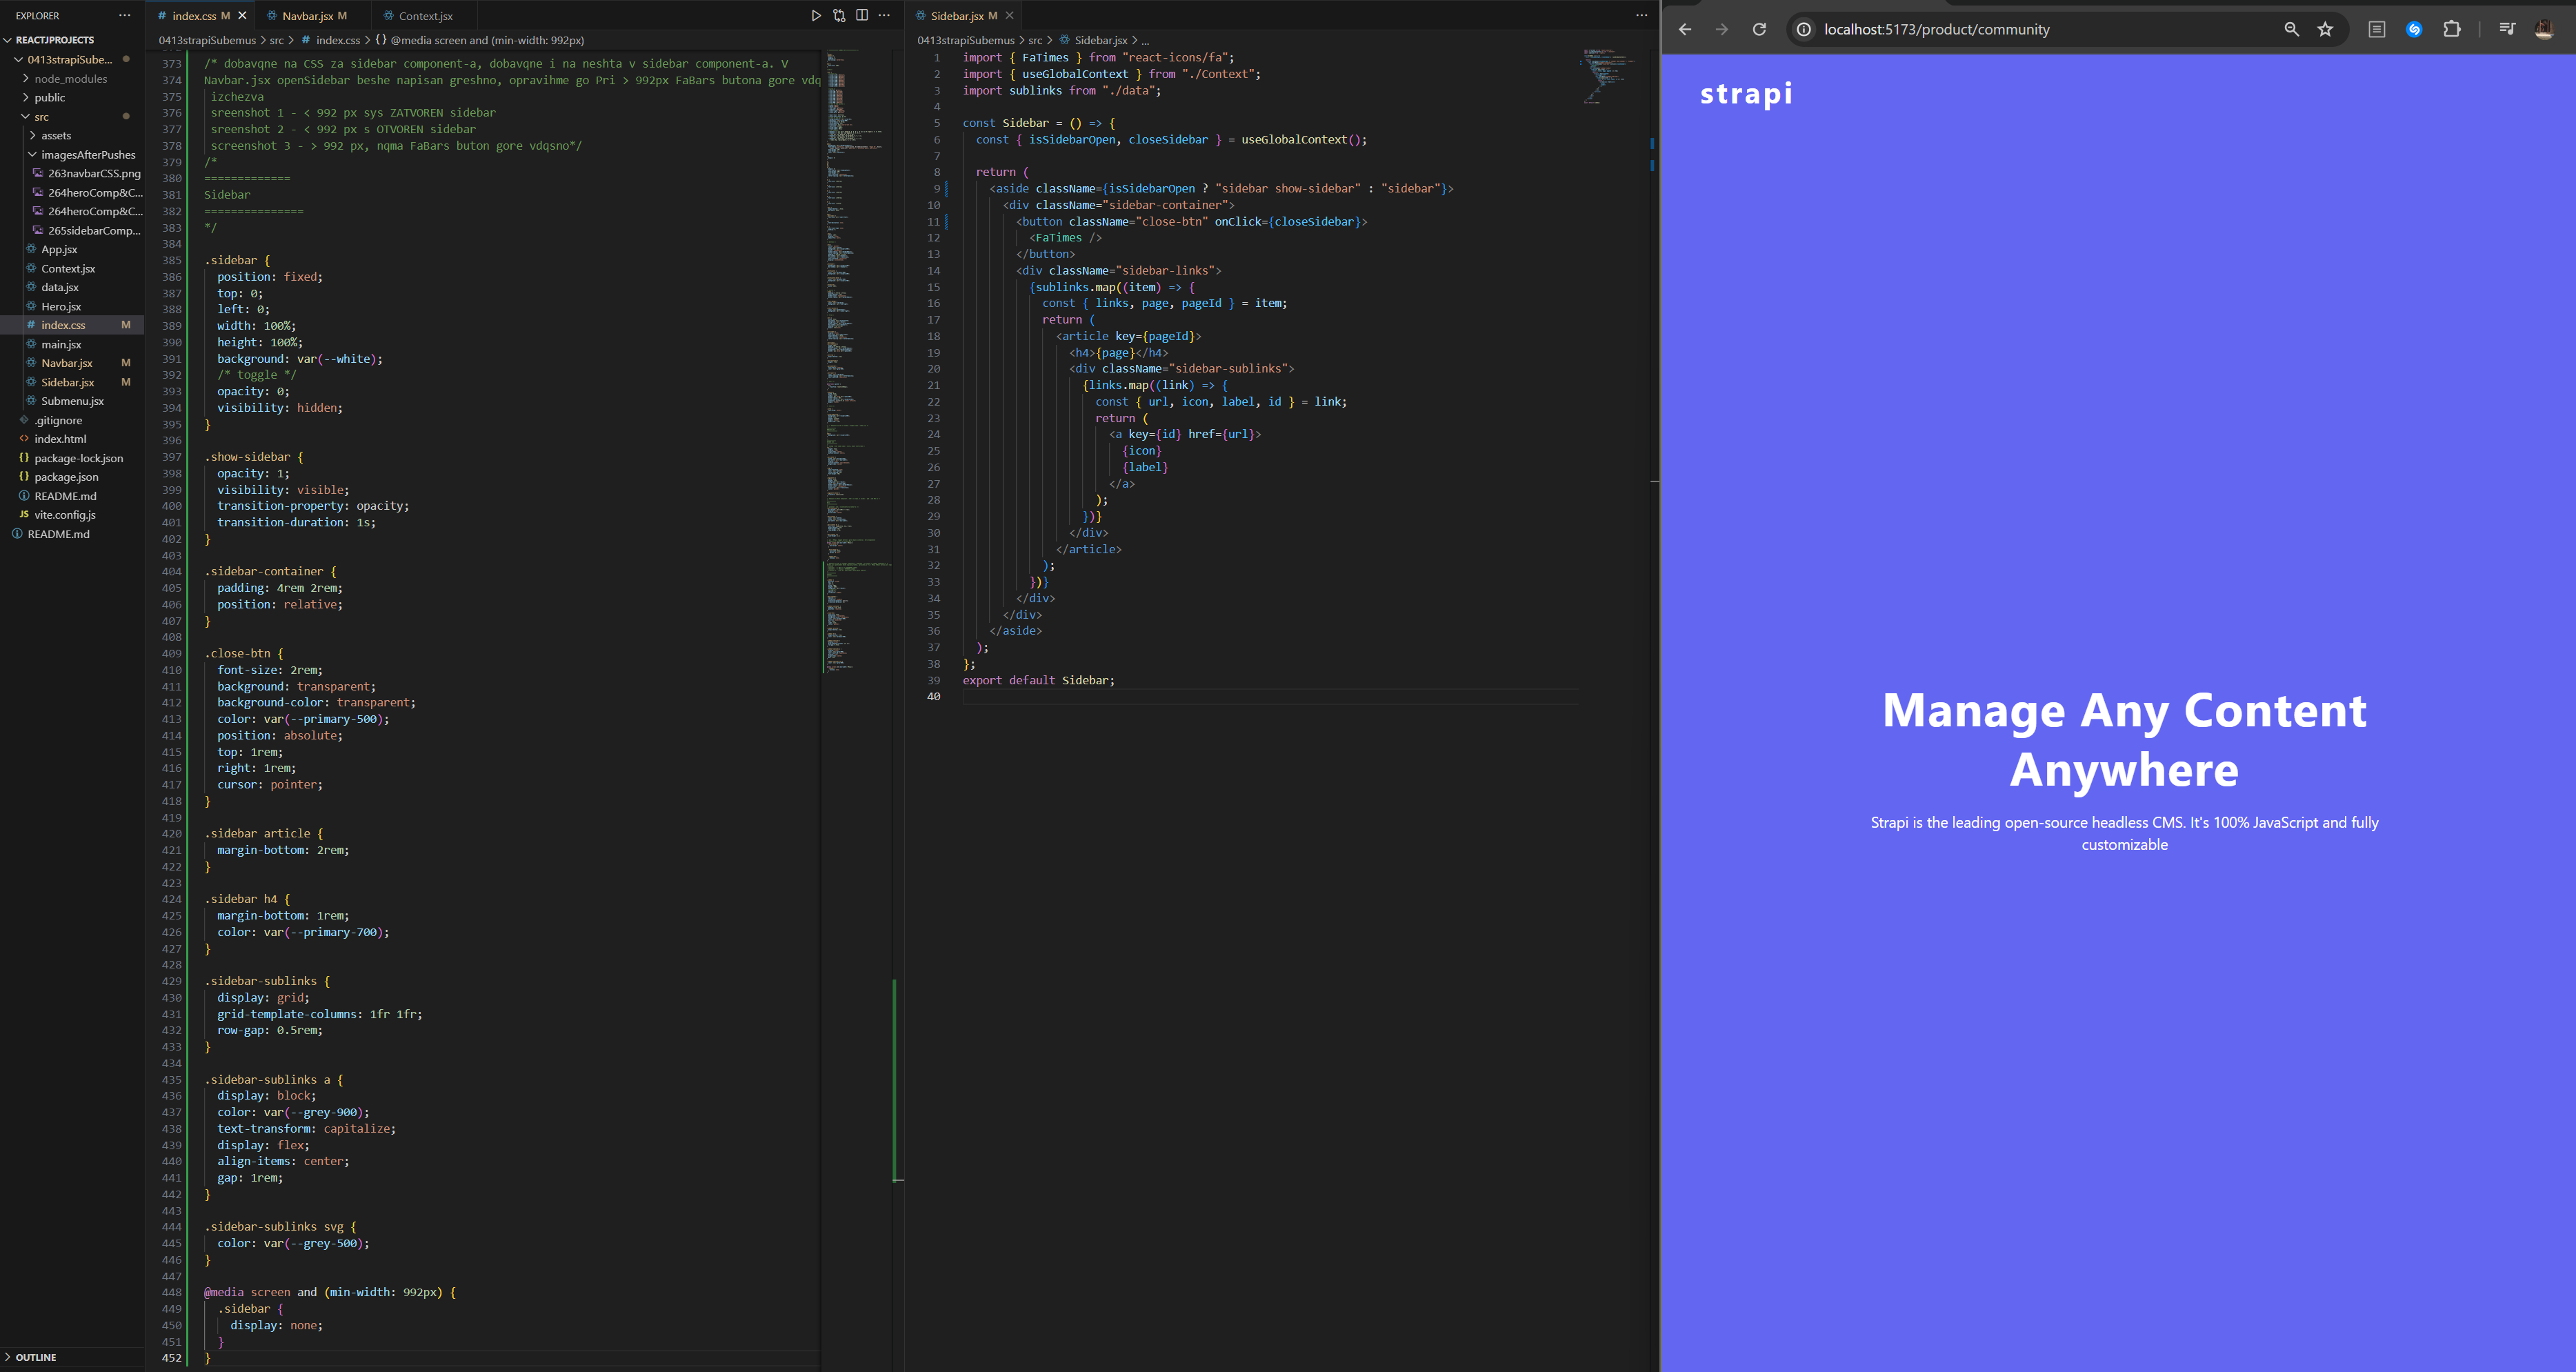 EXPLORER
REACTJPROJECTS
0413strapiSube...
node_modules
public
src
assets
imagesAfterPushes
263navbarCSS.png
264heroComp&C...
264heroComp&C...
265sidebarComp...
App.jsx
Context.jsx
data.jsx
Hero.jsx
index.css M
main.jsx
Navbar.jsx M
Sidebar.jsx M
Submenu.jsx
.gitignore
index.html
package-lock.json
package.json
README.md
vite.config.js
README.md
OUTLINE
index.css M
Navbar.jsx M
Context.jsx
0413strapiSubemus > src > # index.css > {} @media screen and (min-width: 992px)
373 /* dobavqne na CSS za sidebar component-a, dobavqne i na neshta v sidebar component-a. V
374 Navbar.jsx openSidebar beshe napisan greshno, opravihme go Pri > 992px FaBars butona gore vdq
375 izchezva
376 sreenshot 1 - < 992 px sys ZATVOREN sidebar
377 sreenshot 2 - < 992 px s OTVOREN sidebar
378 screenshot 3 - > 992 px, nqma FaBars buton gore vdqsno*/
379 /*
380 =============
381 Sidebar
382 ===============
383 */
384
385 .sidebar {
386 position: fixed;
387 top: 0;
388 left: 0;
389 width: 100%;
390 height: 100%;
391 background: var(--white);
392 /* toggle */
393 opacity: 0;
394 visibility: hidden;
395 }
396
397 .show-sidebar {
398 opacity: 1;
399 visibility: visible;
400 transition-property: opacity;
401 transition-duration: 1s;
402 }
403
404 .sidebar-container {
405 padding: 4rem 2rem;
406 position: relative;
407 }
408
409 .close-btn {
410 font-size: 2rem;
411 background: transparent;
412 background-color: transparent;
413 color: var(--primary-500);
414 position: absolute;
415 top: 1rem;
416 right: 1rem;
417 cursor: pointer;
418 }
419
420 .sidebar article {
421 margin-bottom: 2rem;
422 }
423
424 .sidebar h4 {
425 margin-bottom: 1rem;
426 color: var(--primary-700);
427 }
428
429 .sidebar-sublinks {
430 display: grid;
431 grid-template-columns: 1fr 1fr;
432 row-gap: 0.5rem;
433 }
434
435 .sidebar-sublinks a {
436 display: block;
437 color: var(--grey-900);
438 text-transform: capitalize;
439 display: flex;
440 align-items: center;
441 gap: 1rem;
442 }
443
444 .sidebar-sublinks svg {
445 color: var(--grey-500);
446 }
447
448 @media screen and (min-width: 992px) {
449 .sidebar {
450 display: none;
451 }
452 }
Sidebar.jsx M
0413strapiSubemus > src > Sidebar.jsx > ...
1 import { FaTimes } from "react-icons/fa";
2 import { useGlobalContext } from "./Context";
3 import sublinks from "./data";
4
5 const Sidebar = () => {
6 const { isSidebarOpen, closeSidebar } = useGlobalContext();
7
8 return (
9 <aside className={isSidebarOpen ? "sidebar show-sidebar" : "sidebar"}>
10 <div className="sidebar-container">
11 <button className="close-btn" onClick={closeSidebar}>
12 <FaTimes />
13 </button>
14 <div className="sidebar-links">
15 {sublinks.map((item) => {
16 const { links, page, pageId } = item;
17 return (
18 <article key={pageId}>
19 <h4>{page}</h4>
20 <div className="sidebar-sublinks">
21 {links.map((link) => {
22 const { url, icon, label, id } = link;
23 return (
24 <a key={id} href={url}>
25 {icon}
26 {label}
27 </a>
28 );
29 })}
30 </div>
31 </article>
32 );
33 })}
34 </div>
35 </div>
36 </aside>
37 );
38 };
39 export default Sidebar;
40
localhost:5173/product/community
strapi
Manage Any Content
Anywhere
Strapi is the leading open-source headless CMS. It's 100% JavaScript and fully
customizable